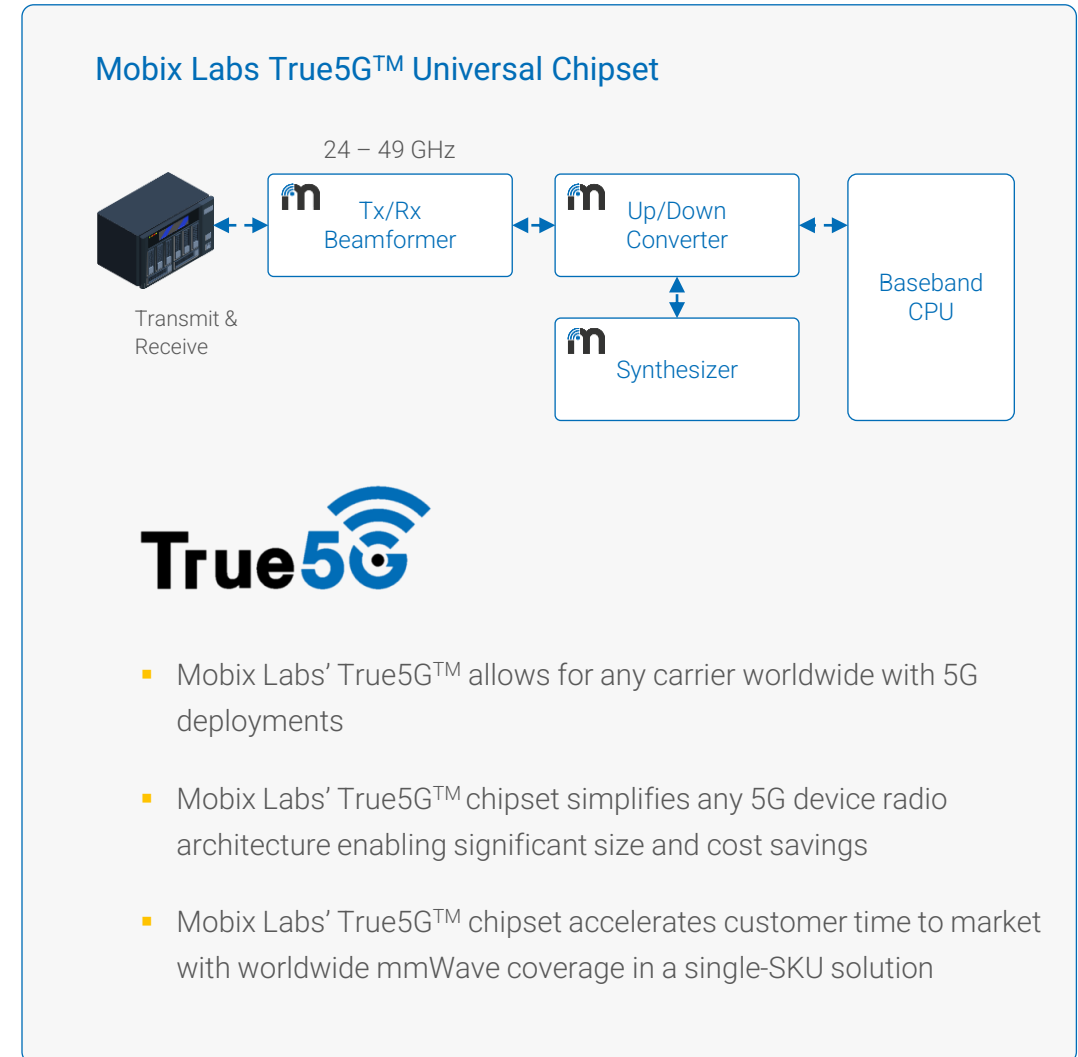 Mobix Labs True5G™ Universal Chipset
24 – 49 GHz
Tx/Rx
Beamformer
Up/Down
Converter
Baseband
CPU
Transmit &
Receive
Synthesizer
True5G
▪ Mobix Labs’ True5G™ allows for any carrier worldwide with 5G
deployments
▪ Mobix Labs’ True5G™ chipset simplifies any 5G device radio
architecture enabling significant size and cost savings
▪ Mobix Labs’ True5G™ chipset accelerates customer time to market
with worldwide mmWave coverage in a single-SKU solution